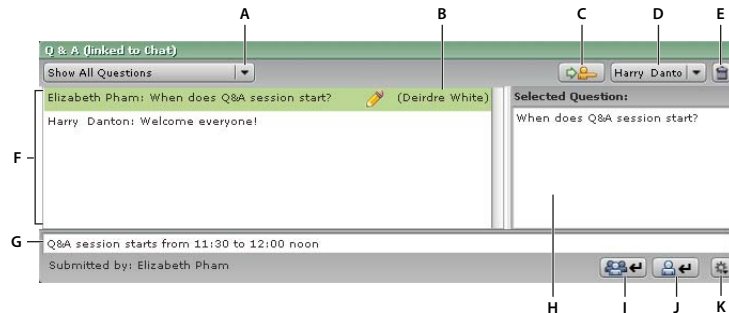 A B C D E
Q & A (linked to Chat)
Show All Questions
Harry Danto
Elizabeth Pham: When does Q&A session start? (Deirdre White)
Selected Question:
Harry Danton: Welcome everyone!
When does Q&A session start?
F
G
Q&A session starts from 11:30 to 12:00 noon
Submitted by: Elizabeth Pham
H I J K